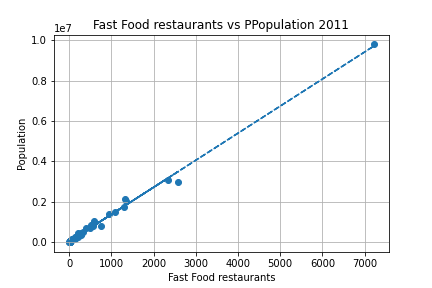 Fast Food restaurants vs PPopulation 2011
1e7
1.0
0.8
0.6
0.4
0.2
0.0
Population
0 1000 2000 3000 4000 5000 6000 7000
Fast Food restaurants